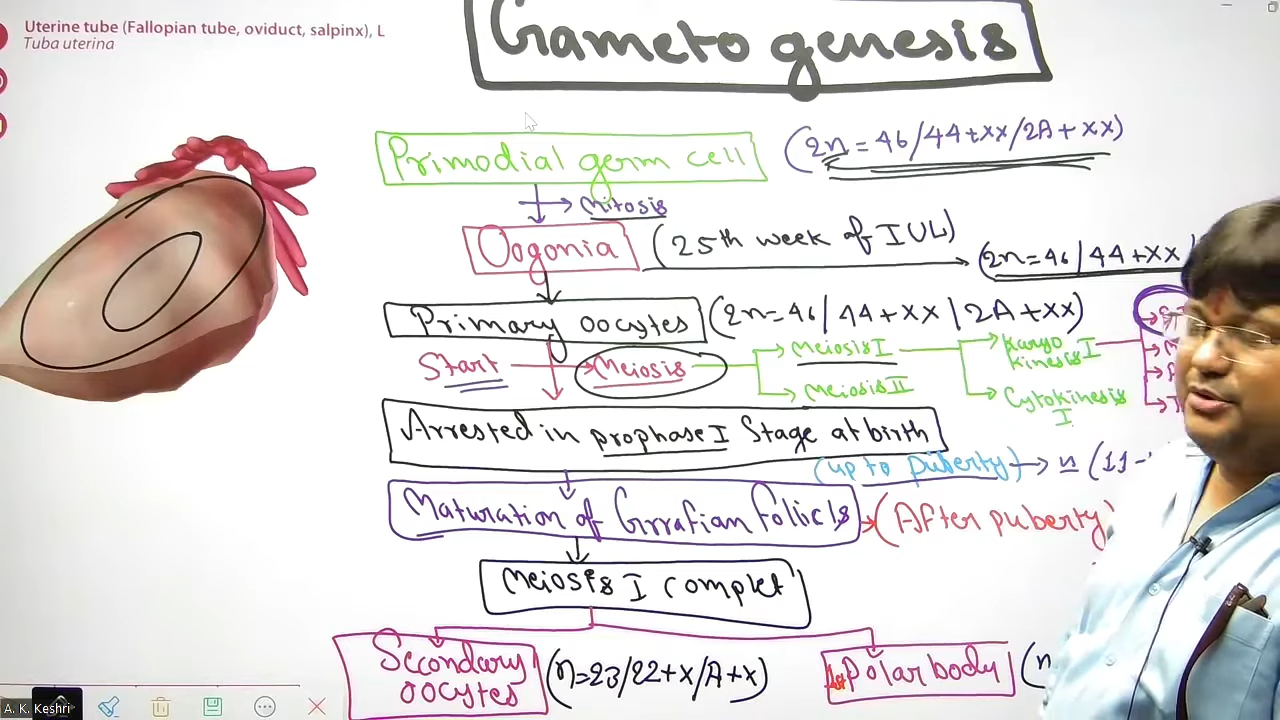 Uterine tube (Fallopian tube, oviduct, salpinx), L
Tuba uterina
Gameto genesis
Primodial germ cell (2n = 46/44+xx/2A+xx)
Mitosis
Oogonia (25th week of IUL) (2n=46/44+xx
Primary oocytes (2n=46/44+xx/2A+xx)
Start Meiosis Meiosis I Karyo
kinesis I
Meiosis II Cytokinesis
I
Arrested in prophase I Stage at birth
(up to puberty) → n (11-
Maturation of Grrafian follicls (After puberty)
Meiosis I complet
Secondary
oocytes (n=23/22+x/A+x) 1st Polar body (n
A. K. Keshri